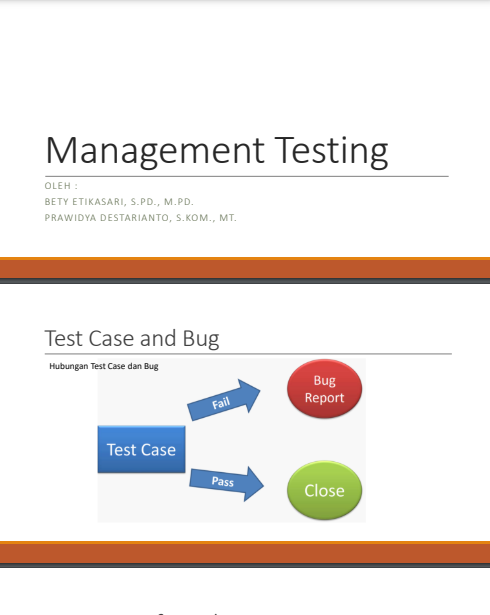 Management Testing
OLEH :
BETY ETIKASARI, S.PD., M.PD.
PRAWIDYA DESTARIANTO, S.KOM., MT.
Test Case and Bug
Hubungan Test Case dan Bug
Bug
Report
Fail
Test Case
Pass
Close